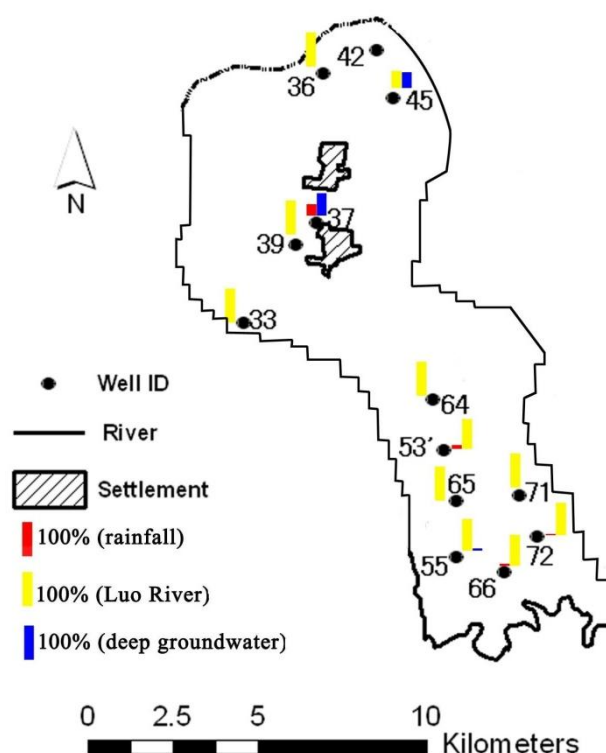 42
36
45
N
37
39
33
Well ID
River
Settlement
100% (rainfall)
100% (Luo River)
100% (deep groundwater)
64
53'
65
71
55
72
66
0 2.5 5 10
Kilometers